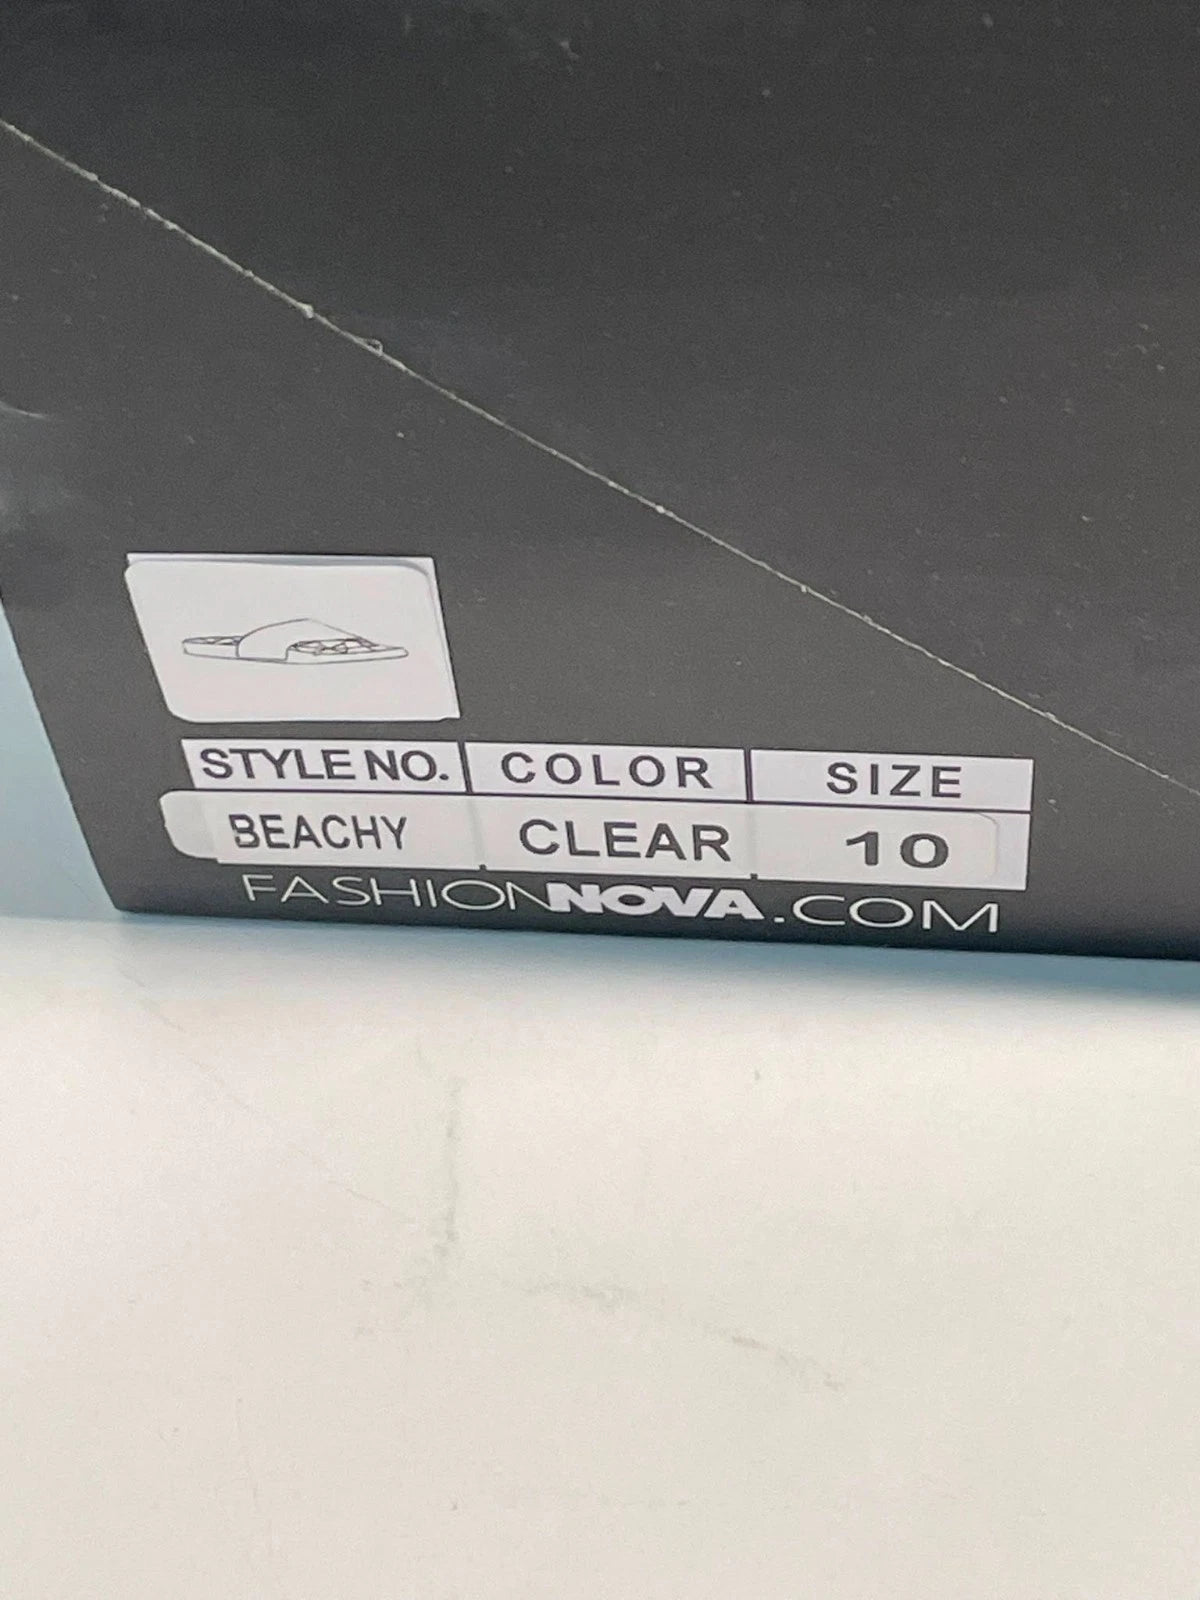 STYLE NO. COLOR SIZE
BEACHY CLEAR 10
FASHIONNOVA.COM